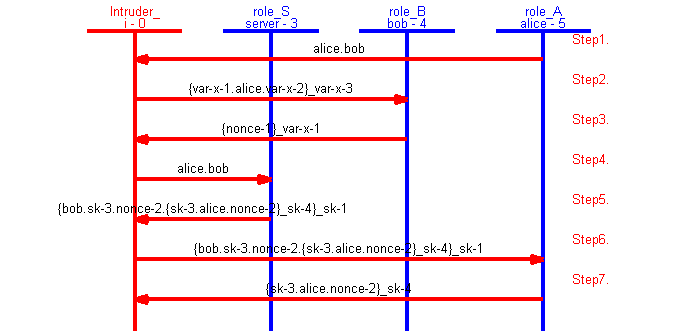 Intruder_ role_S role_B role_A
i - 0 server - 3 bob - 4 alice - 5
Step1.
alice.bob
Step2.
{var-x-1.alice.var-x-2}_var-x-3
Step3.
{nonce-1}_var-x-1
Step4.
alice.bob
Step5.
{bob.sk-3.nonce-2.{sk-3.alice.nonce-2}_sk-4}_sk-1
Step6.
{bob.sk-3.nonce-2.{sk-3.alice.nonce-2}_sk-4}_sk-1
Step7.
{sk-3.alice.nonce-2}_sk-4